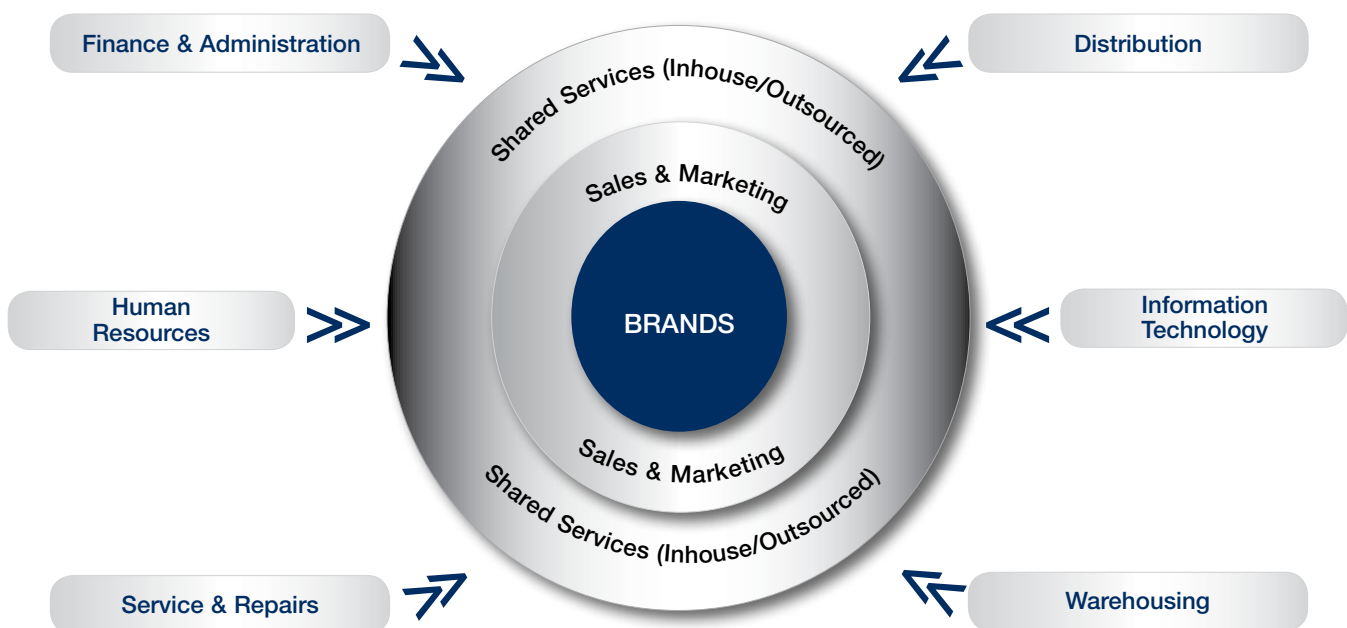 Finance & Administration
Distribution
Shared Services (Inhouse/Outsourced)
Sales & Marketing
Human
Resources
BRANDS
Information
Technology
Sales & Marketing
Shared Services (Inhouse/Outsourced)
Service & Repairs
Warehousing